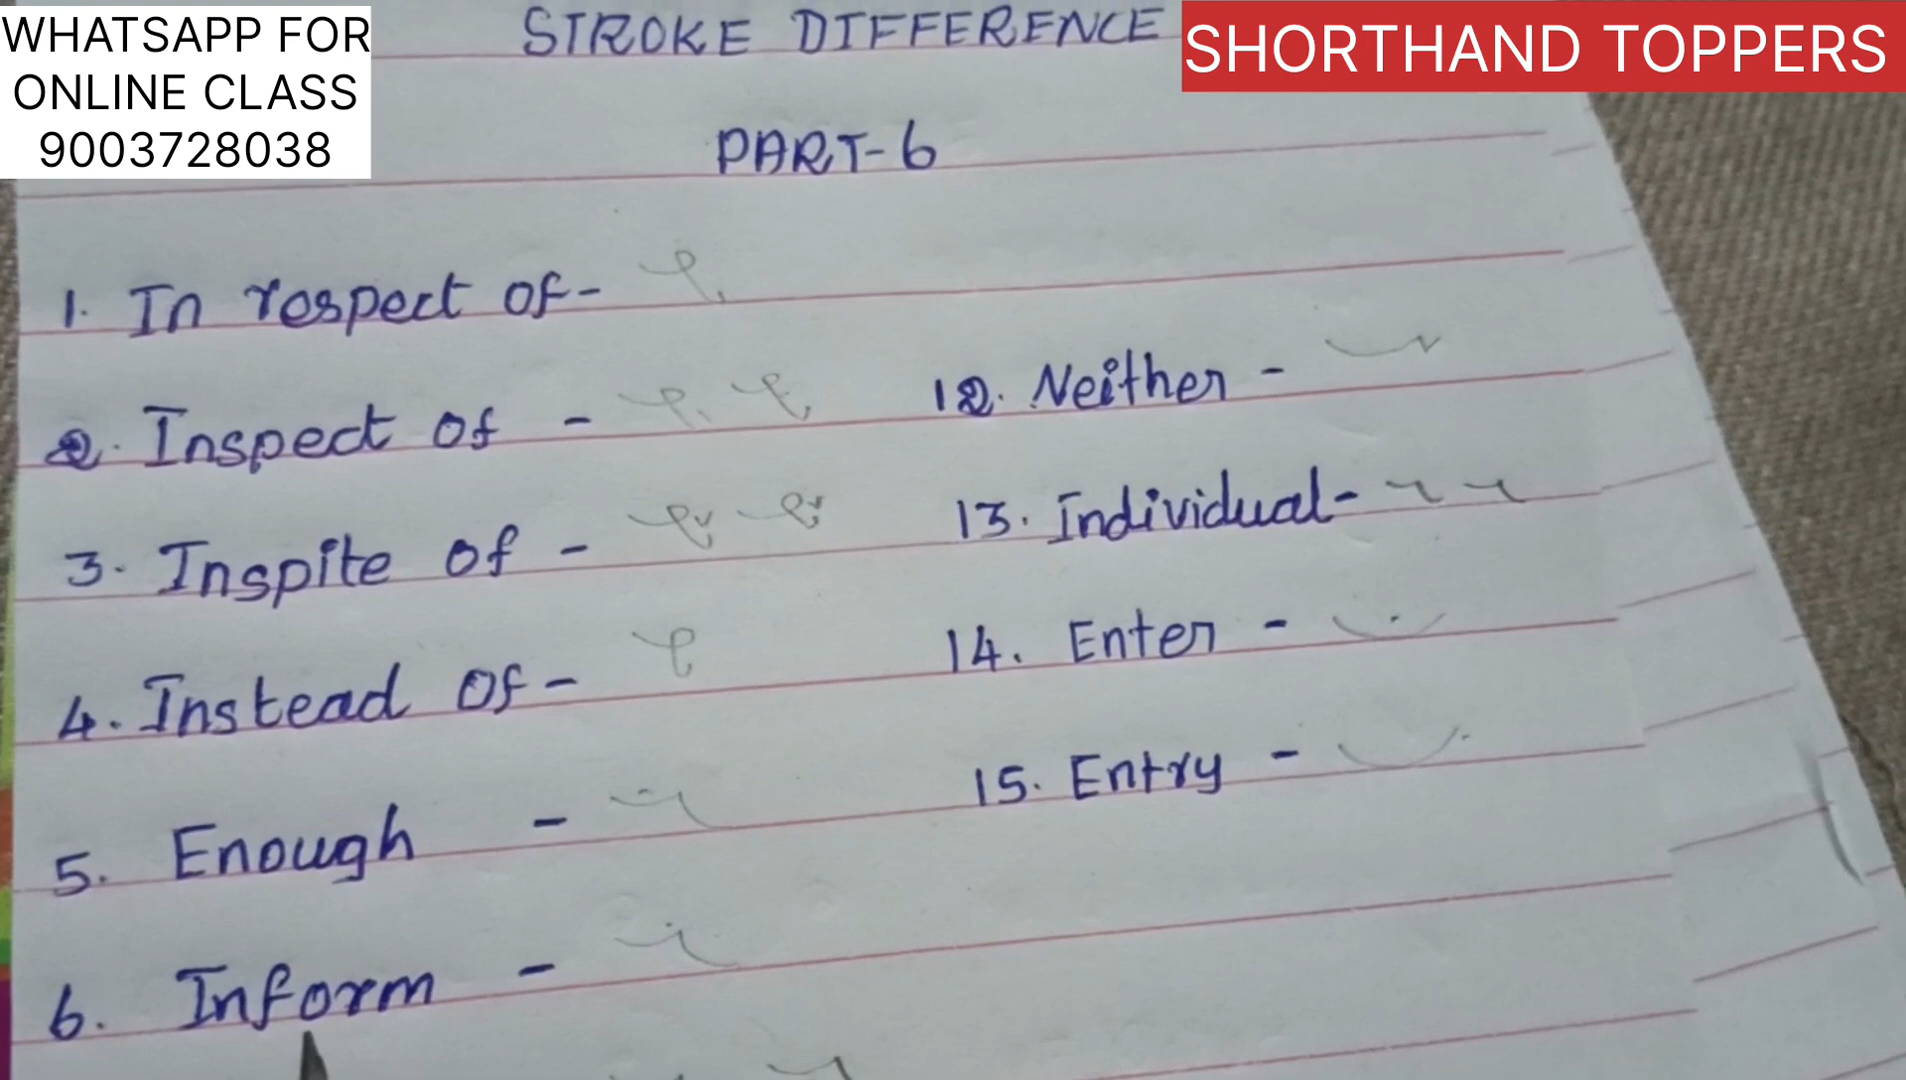 WHATSAPP FOR
ONLINE CLASS
9003728038
SHORTHAND TOPPERS
STROKE DIFFERENCE
PART-6
1. In respect of -
2. Inspect of -
3. Inspite of -
4. Instead of -
5. Enough -
6. Inform -
12. Neither -
13. Individual -
14. Enter -
15. Entry -